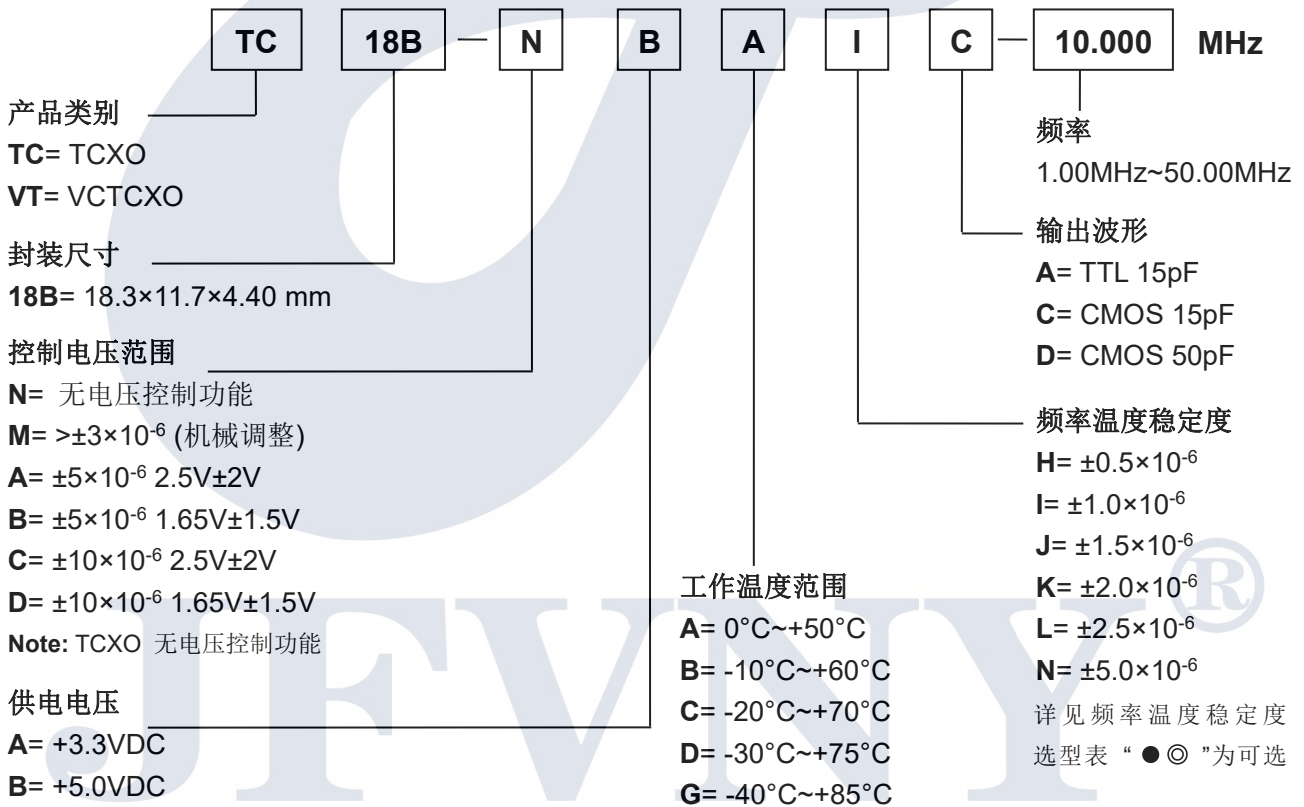 TC 18B — N B A I C — 10.000 MHz
产品类别
TC= TCXO
VT= VCTCXO
封装尺寸
18B= 18.3×11.7×4.40 mm
控制电压范围
N= 无电压控制功能
M= >±3×10-6 (机械调整)
A= ±5×10-6 2.5V±2V
B= ±5×10-6 1.65V±1.5V
C= ±10×10-6 2.5V±2V
D= ±10×10-6 1.65V±1.5V
Note: TCXO 无电压控制功能
供电电压
A= +3.3VDC
B= +5.0VDC
工作温度范围
A= 0°C~+50°C
B= -10°C~+60°C
C= -20°C~+70°C
D= -30°C~+75°C
G= -40°C~+85°C
频率
1.00MHz~50.00MHz
输出波形
A= TTL 15pF
C= CMOS 15pF
D= CMOS 50pF
频率温度稳定度
H= ±0.5×10-6
I= ±1.0×10-6
J= ±1.5×10-6
K= ±2.0×10-6
L= ±2.5×10-6
N= ±5.0×10-6
详见频率温度稳定度
选型表“●◎”为可选
JFVNY®